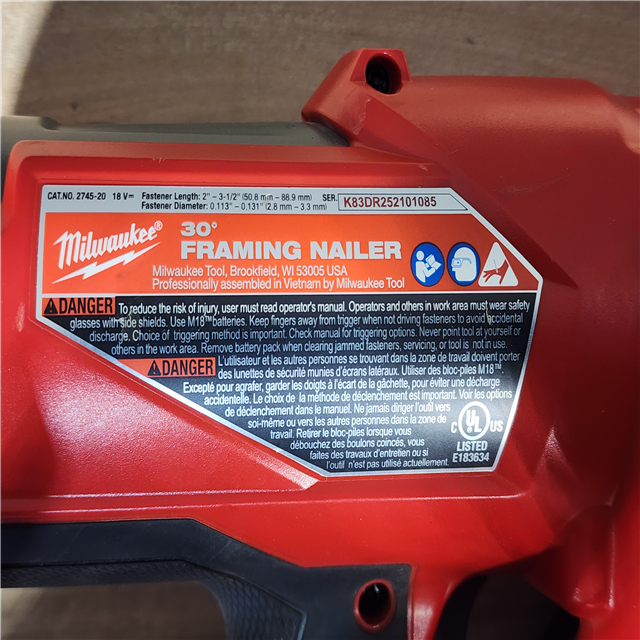 CAT.NO. 2745-20 18 V⎓ Fastener Length: 2" – 3-1/2" (50.8 mm – 88.9 mm) SER. K83DR252101085
Fastener Diameter: 0.113" – 0.131" (2.8 mm – 3.3 mm)
Milwaukee®
30°
FRAMING NAILER
Milwaukee Tool, Brookfield, WI 53005 USA
Professionally assembled in Vietnam by Milwaukee Tool
DANGER To reduce the risk of injury, user must read operator's manual. Operators and others in work area must wear safety
glasses with side shields. Use M18™ batteries. Keep fingers away from trigger when not driving fasteners to avoid accidental
discharge. Choice of triggering method is important. Check manual for triggering options. Never point tool at yourself or
others in the work area. Remove battery pack when clearing jammed fasteners, servicing, or tool is not in use.
DANGER L'utilisateur et les autres personnes se trouvant dans la zone de travail doivent porter
des lunettes de sécurité munies d'écrans latéraux. Utiliser des bloc-piles M18™.
Excepté pour agrafer, garder les doigts à l'écart de la gâchette, pour éviter une décharge
accidentelle. Le choix de la méthode de déclenchement est important. Voir les options
de déclenchement dans le manuel. Ne jamais diriger l'outil vers
soi-même ou vers les autres personnes dans la zone de
travail. Retirer le bloc-piles lorsque vous
débouchez des boulons coincés, vous
faites des travaux d'entretien ou si
l'outil n'est pas utilisé actuellement.
C UL US
LISTED
E183634